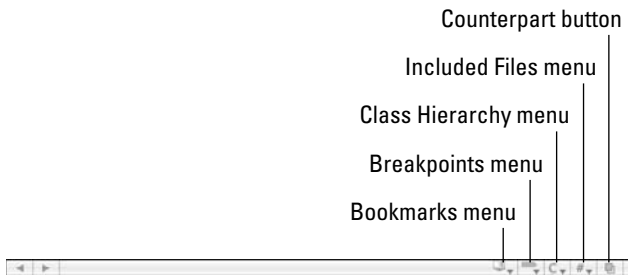 Counterpart button
Included Files menu
Class Hierarchy menu
Breakpoints menu
Bookmarks menu
C #